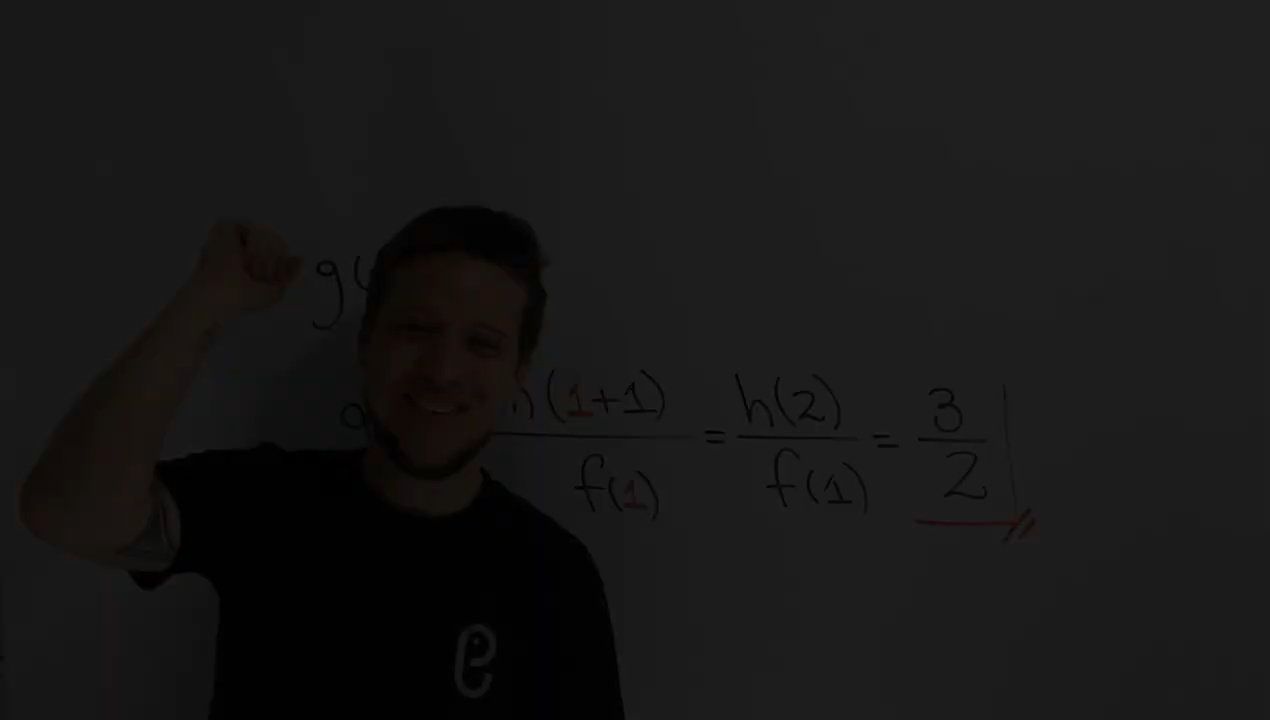 g(
h(1+1) / f(1) = h(2) / f(1) = 3/2
e